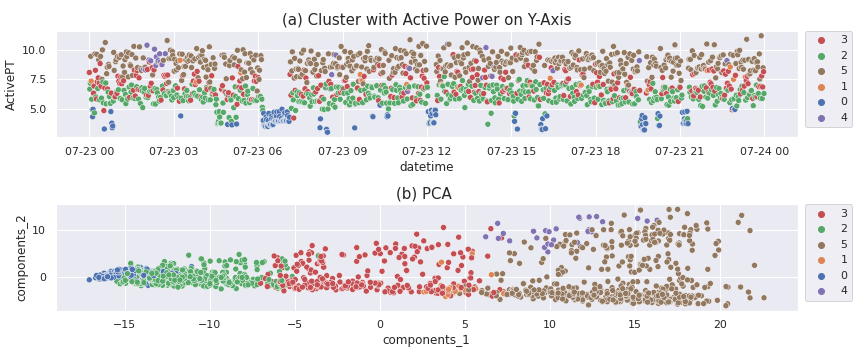 (a) Cluster with Active Power on Y-Axis
ActivePT
10.0
7.5
5.0
07-23 00 07-23 03 07-23 06 07-23 09 07-23 12 07-23 15 07-23 18 07-23 21 07-24 00
datetime
3
2
5
1
0
4
(b) PCA
components_2
10
0
−15 −10 −5 0 5 10 15 20
components_1
3
2
5
1
0
4